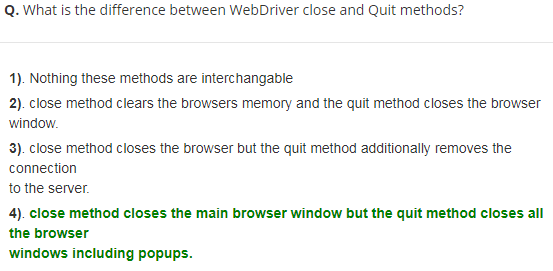 Q. What is the difference between WebDriver close and Quit methods?
1). Nothing these methods are interchangable
2). close method clears the browsers memory and the quit method closes the browser
window.
3). close method closes the browser but the quit method additionally removes the
connection
to the server.
4). close method closes the main browser window but the quit method closes all
the browser
windows including popups.